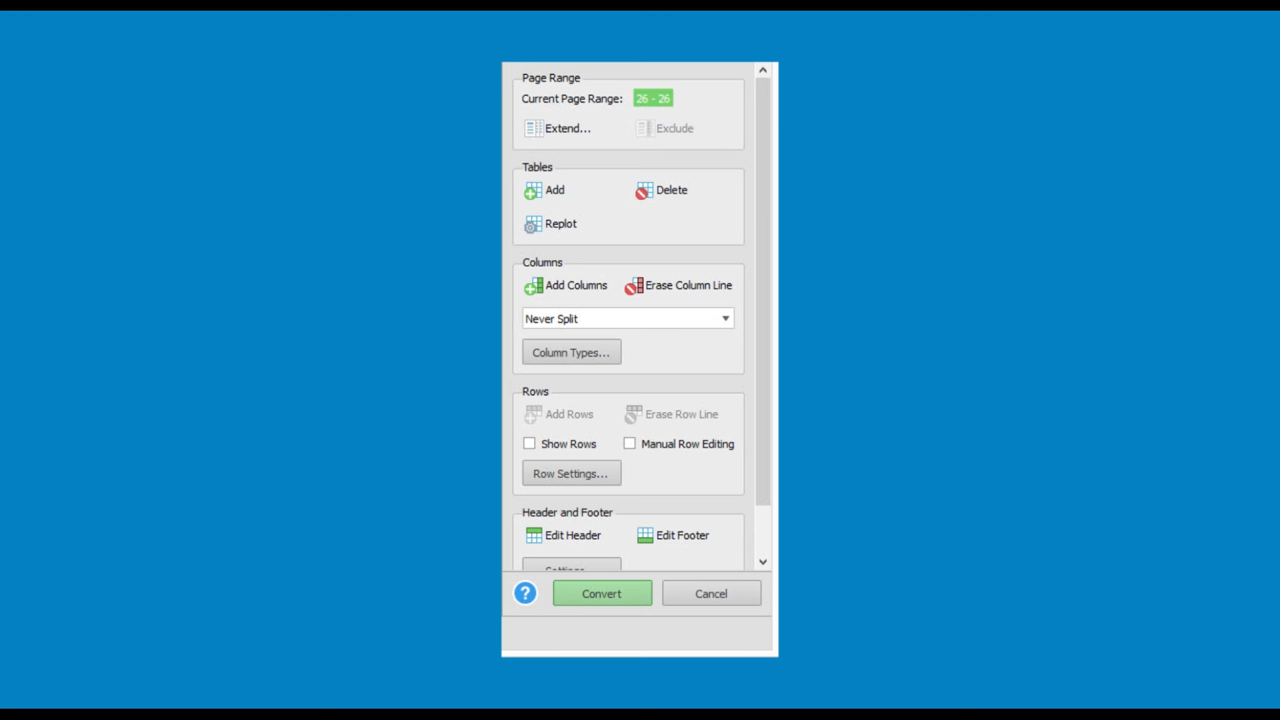 Page Range
Current Page Range: 26 - 26
Extend... Exclude
Tables
Add Delete
Replot
Columns
Add Columns Erase Column Line
Never Split
Column Types...
Rows
Add Rows Erase Row Line
Show Rows Manual Row Editing
Row Settings...
Header and Footer
Edit Header Edit Footer
Settings...
? Convert Cancel